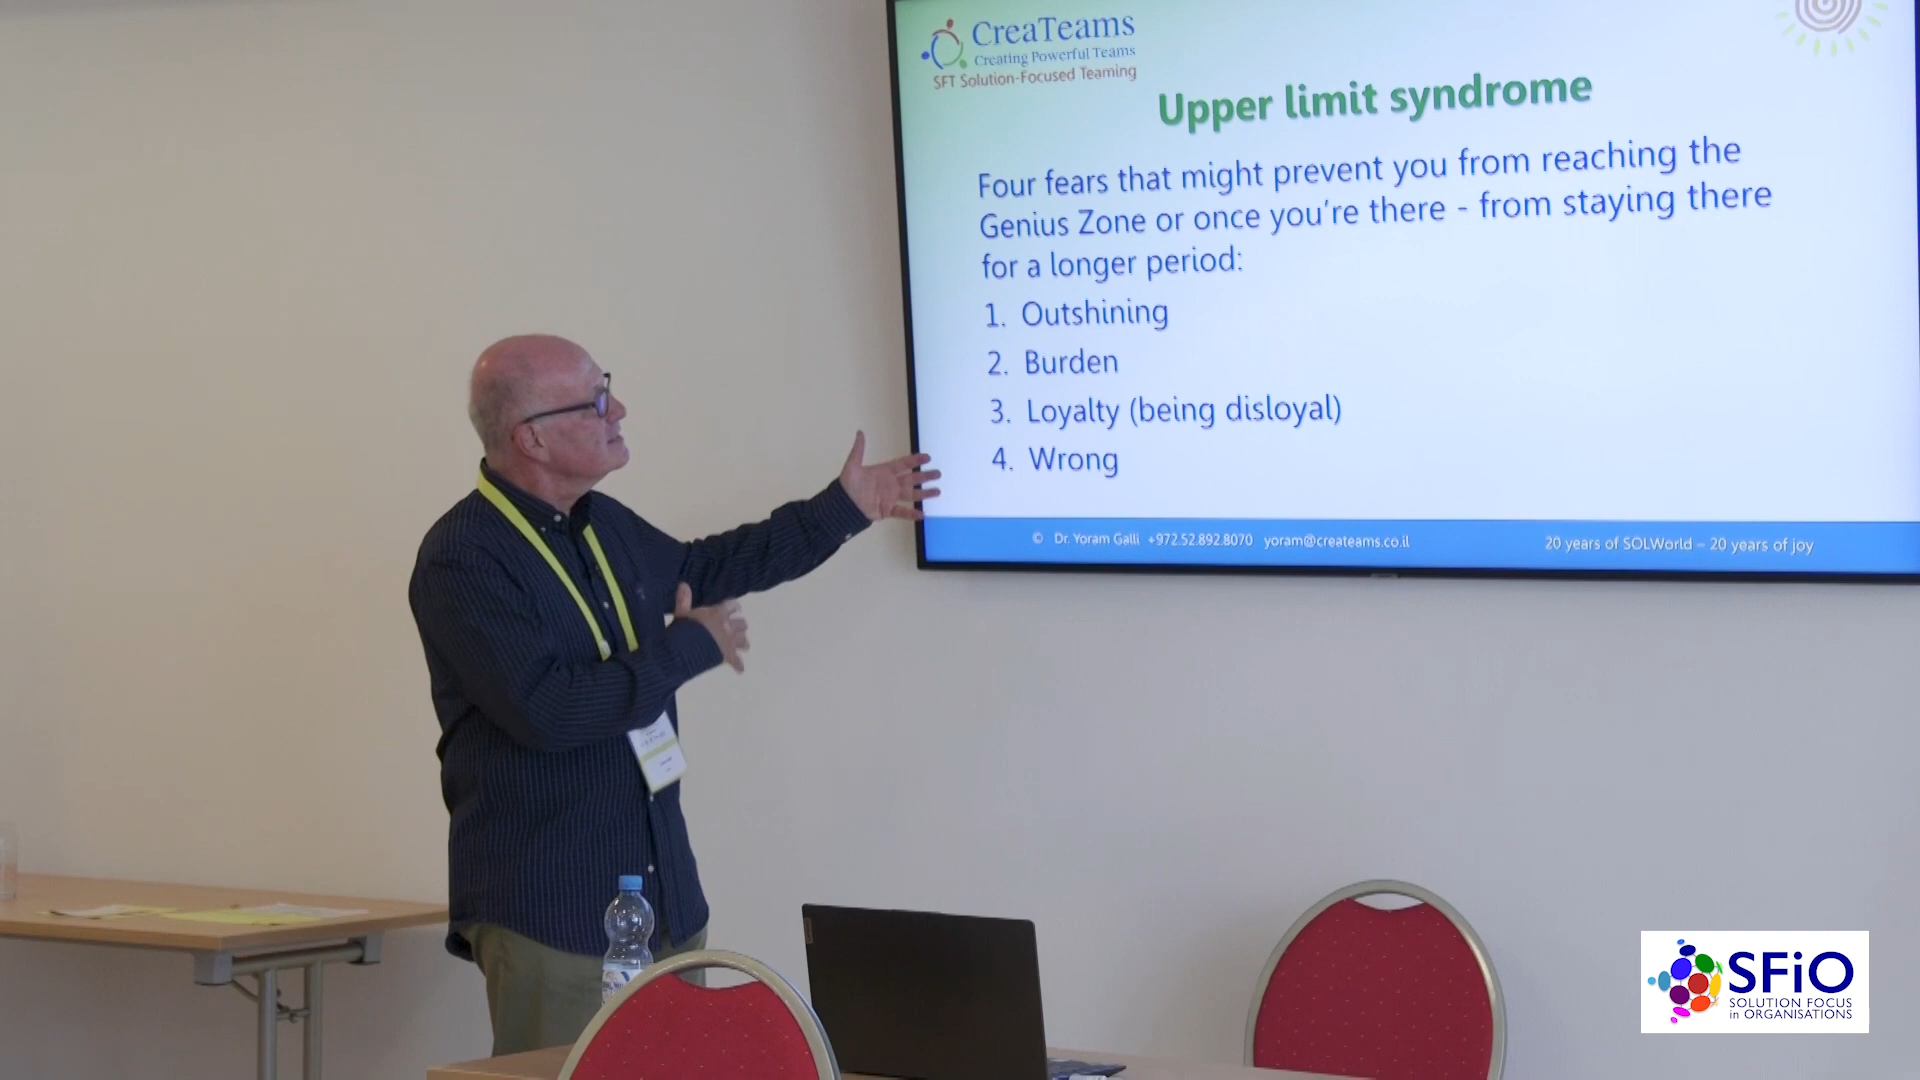 CreaTeams
Creating Powerful Teams
SFT Solution-Focused Teaming
Upper limit syndrome
Four fears that might prevent you from reaching the
Genius Zone or once you're there - from staying there
for a longer period:
1. Outshining
2. Burden
3. Loyalty (being disloyal)
4. Wrong
© Dr. Yoram Galli +972.52.892.8070 yoram@createams.co.il
20 years of SOLWorld – 20 years of joy
SFiO
SOLUTION FOCUS
in ORGANISATIONS